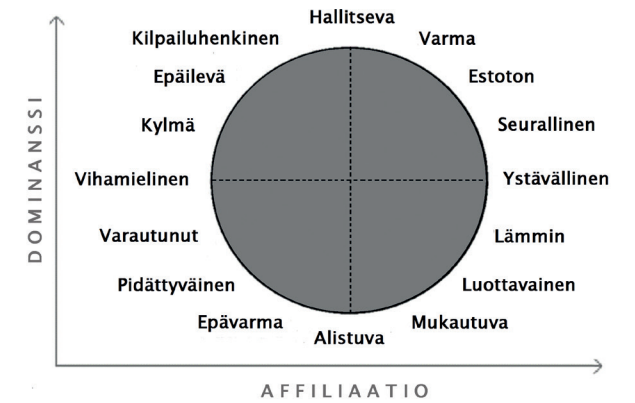 Hallitseva
Kilpailuhenkinen
Varma
Epäilevä
Estoton
Kylmä
Seurallinen
Vihamielinen
Ystävällinen
Varautunut
Lämmin
Pidättyväinen
Luottavainen
Epävarma
Mukautuva
Alistuva
DOMINANSSI
AFFILIAATIO